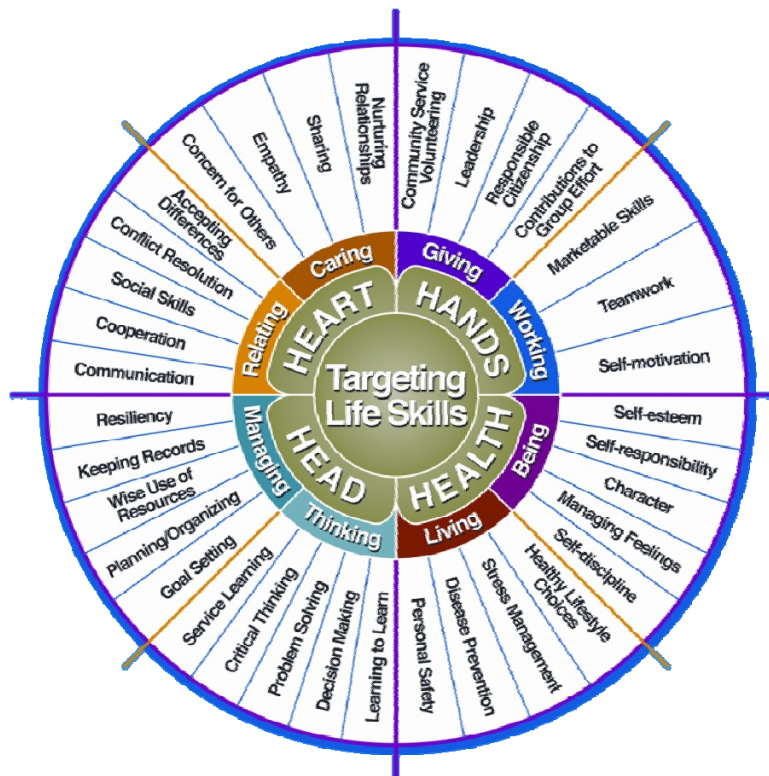 Targeting
Life Skills
HEART
HANDS
HEALTH
HEAD
Caring
Giving
Working
Being
Living
Thinking
Managing
Relating
Nurturing
Relationships
Sharing
Empathy
Concern for Others
Accepting
Differences
Conflict Resolution
Social Skills
Cooperation
Communication
Community Service
Volunteering
Leadership
Responsible
Citizenship
Contributions to
Group Effort
Marketable Skills
Teamwork
Self-motivation
Self-esteem
Self-responsibility
Character
Managing Feelings
Self-discipline
Healthy Lifestyle
Choices
Stress Management
Disease Prevention
Personal Safety
Learning to Learn
Decision Making
Problem Solving
Critical Thinking
Service Learning
Goal Setting
Planning/Organizing
Wise Use of
Resources
Keeping Records
Resiliency